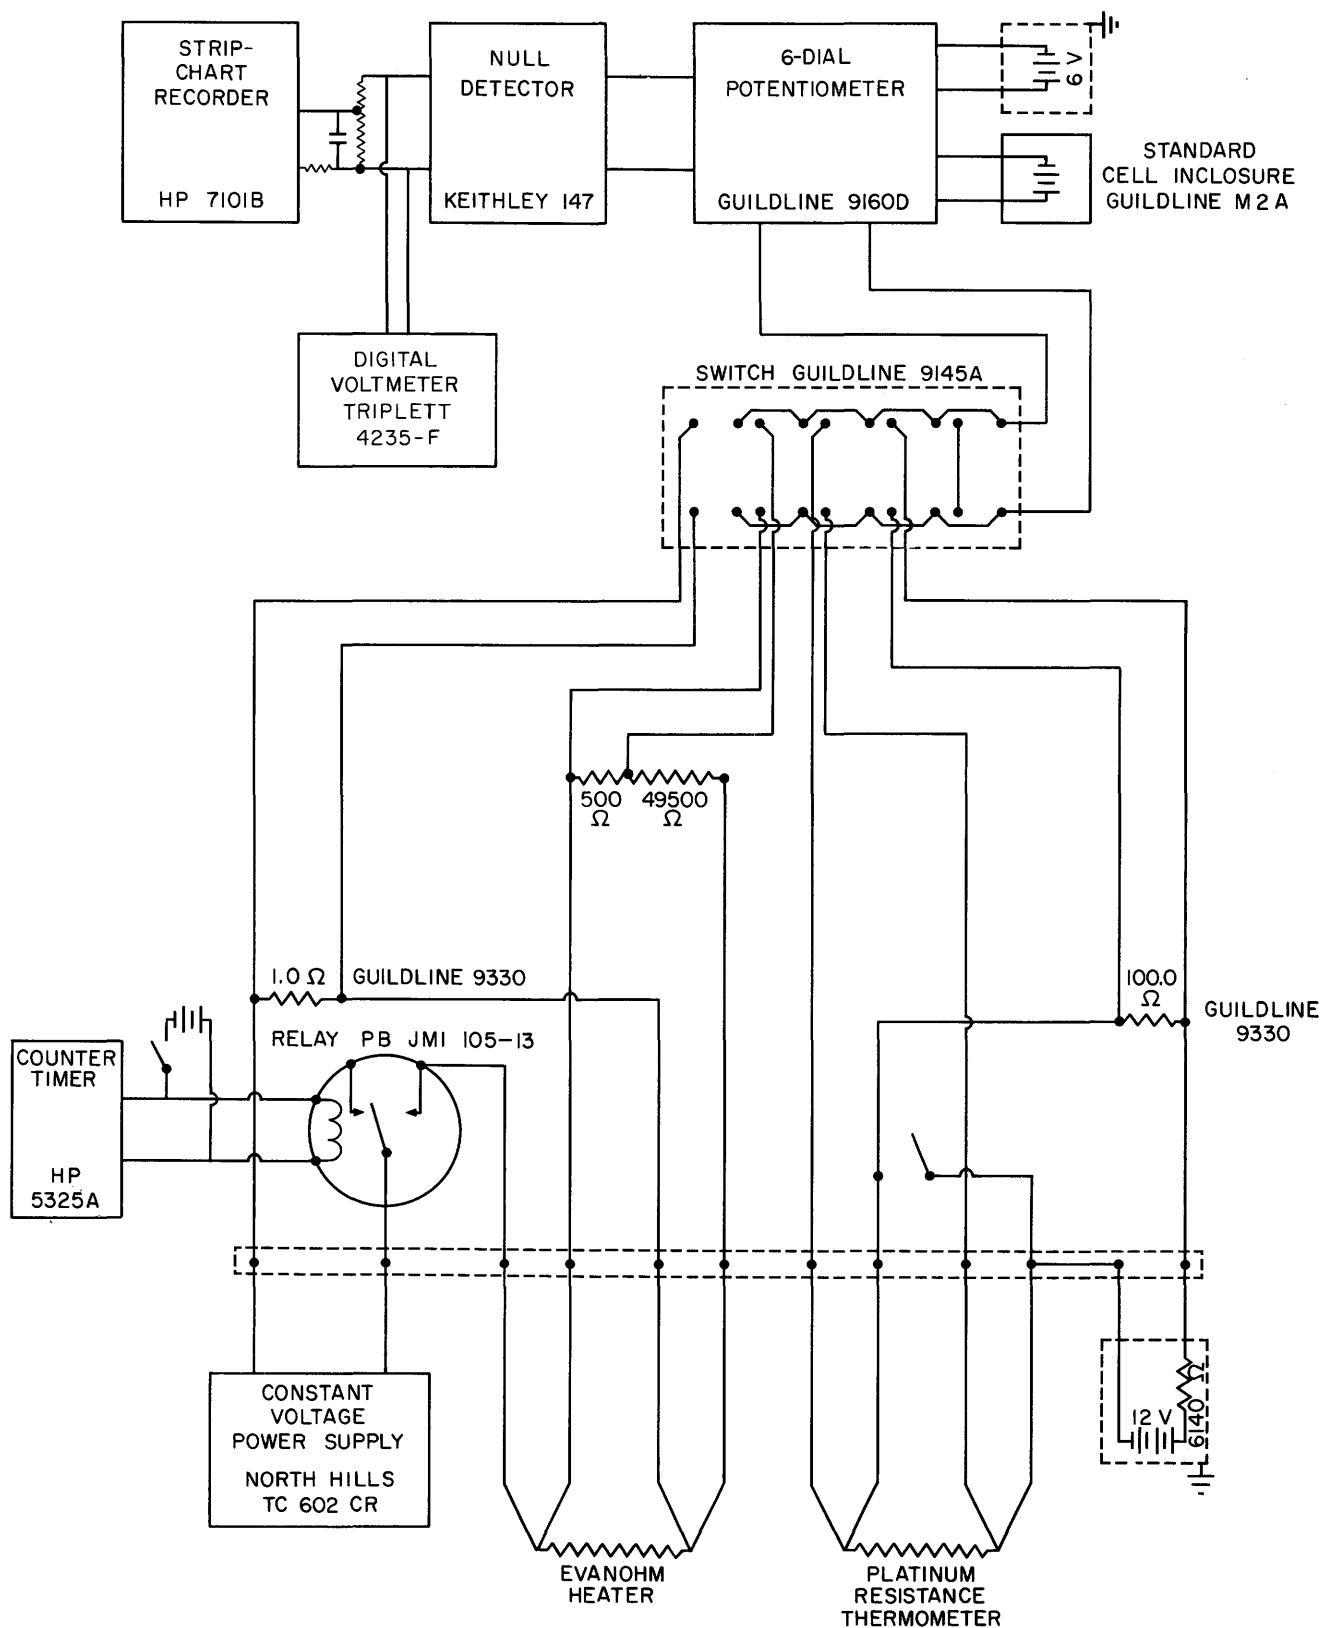 STRIP-
CHART
RECORDER
HP 7101B
NULL
DETECTOR
KEITHLEY 147
6-DIAL
POTENTIOMETER
GUILDLINE 9160D
6 V
STANDARD
CELL INCLOSURE
GUILDLINE M2A
DIGITAL
VOLTMETER
TRIPLETT
4235-F
SWITCH GUILDLINE 9145A
500
Ω
49500
Ω
1.0 Ω GUILDLINE 9330
100.0
Ω
GUILDLINE
9330
RELAY PB JM1 105-13
COUNTER
TIMER
HP
5325A
CONSTANT
VOLTAGE
POWER SUPPLY
NORTH HILLS
TC 602 CR
12 V
6140 Ω
EVANOHM
HEATER
PLATINUM
RESISTANCE
THERMOMETER